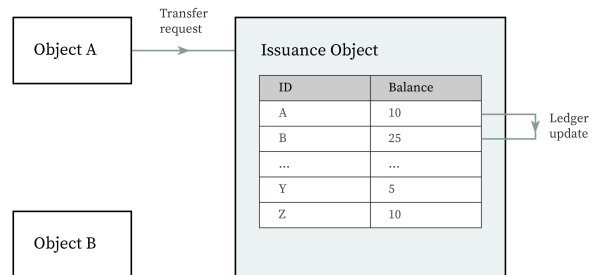 Transfer
request
Object A
Issuance Object
ID Balance
A 10
B 25
... ...
Y 5
Z 10
Ledger
update
Object B